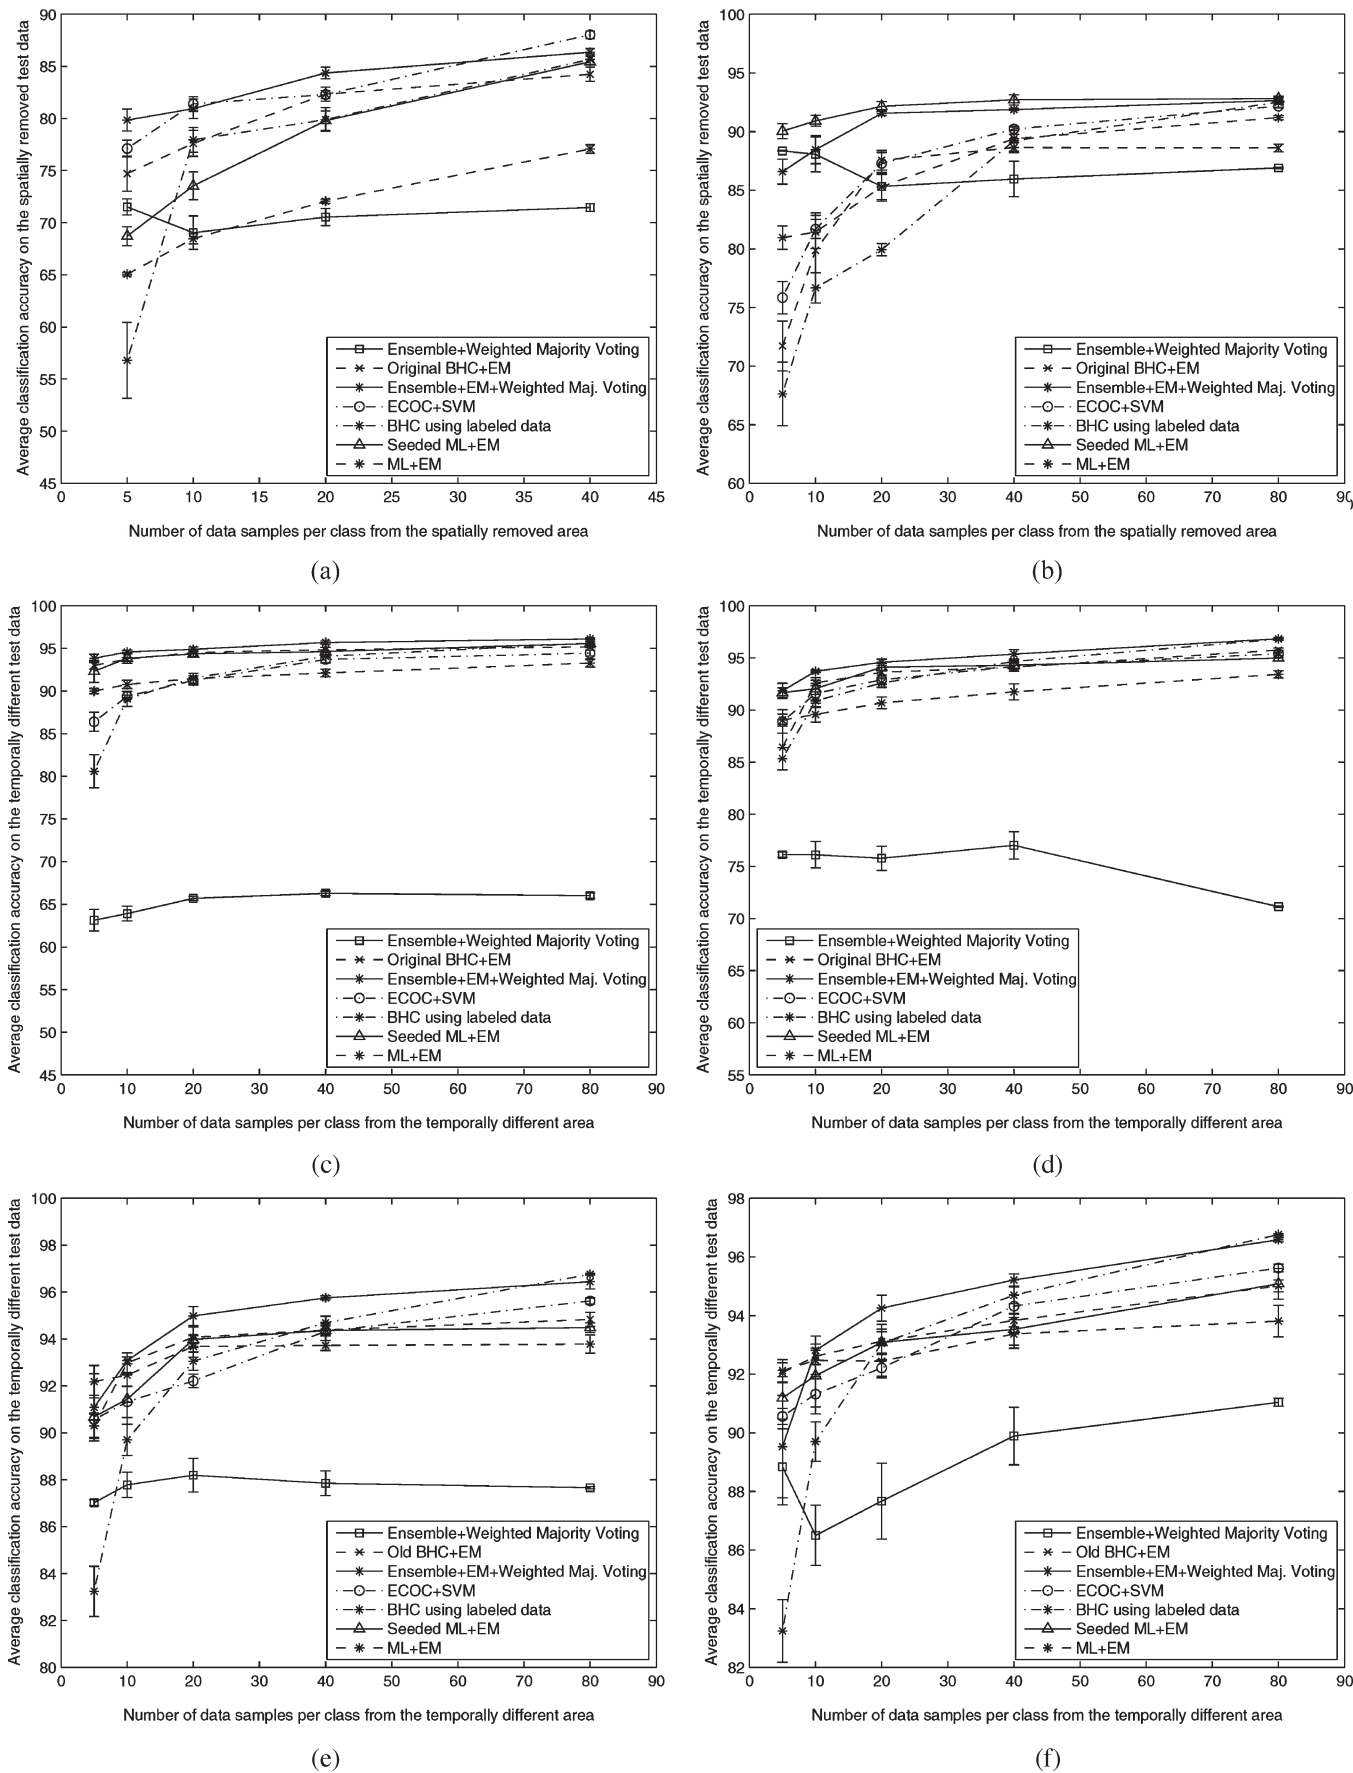 Average classification accuracy on the spatially removed test data
90
85
80
75
70
65
60
55
50
45
0 5 10 15 20 25 30 35 40 45
Ensemble+Weighted Majority Voting
Original BHC+EM
Ensemble+EM+Weighted Maj. Voting
ECOC+SVM
BHC using labeled data
Seeded ML+EM
ML+EM
Number of data samples per class from the spatially removed area
(a)
Average classification accuracy on the spatially removed test data
100
95
90
85
80
75
70
65
60
0 10 20 30 40 50 60 70 80 90
Ensemble+Weighted Majority Voting
Original BHC+EM
Ensemble+EM+Weighted Maj. Voting
ECOC+SVM
BHC using labeled data
Seeded ML+EM
ML+EM
Number of data samples per class from the spatially removed area
(b)
Average classification accuracy on the temporally different test data
100
95
90
85
80
75
70
65
60
55
50
45
0 10 20 30 40 50 60 70 80 90
Ensemble+Weighted Majority Voting
Original BHC+EM
Ensemble+EM+Weighted Maj. Voting
ECOC+SVM
BHC using labeled data
Seeded ML+EM
ML+EM
Number of data samples per class from the temporally different area
(c)
Average classification accuracy on the temporally different test data
100
95
90
85
80
75
70
65
60
55
0 10 20 30 40 50 60 70 80 90
Ensemble+Weighted Majority Voting
Original BHC+EM
Ensemble+EM+Weighted Maj. Voting
ECOC+SVM
BHC using labeled data
Seeded ML+EM
ML+EM
Number of data samples per class from the temporally different area
(d)
Average classification accuracy on the temporally different test data
100
98
96
94
92
90
88
86
84
82
80
0 10 20 30 40 50 60 70 80 90
Ensemble+Weighted Majority Voting
Old BHC+EM
Ensemble+EM+Weighted Maj. Voting
ECOC+SVM
BHC using labeled data
Seeded ML+EM
ML+EM
Number of data samples per class from the temporally different area
(e)
Average classification accuracy on the temporally different test data
98
96
94
92
90
88
86
84
82
0 10 20 30 40 50 60 70 80 90
Ensemble+Weighted Majority Voting
Old BHC+EM
Ensemble+EM+Weighted Maj. Voting
ECOC+SVM
BHC using labeled data
Seeded ML+EM
ML+EM
Number of data samples per class from the temporally different area
(f)